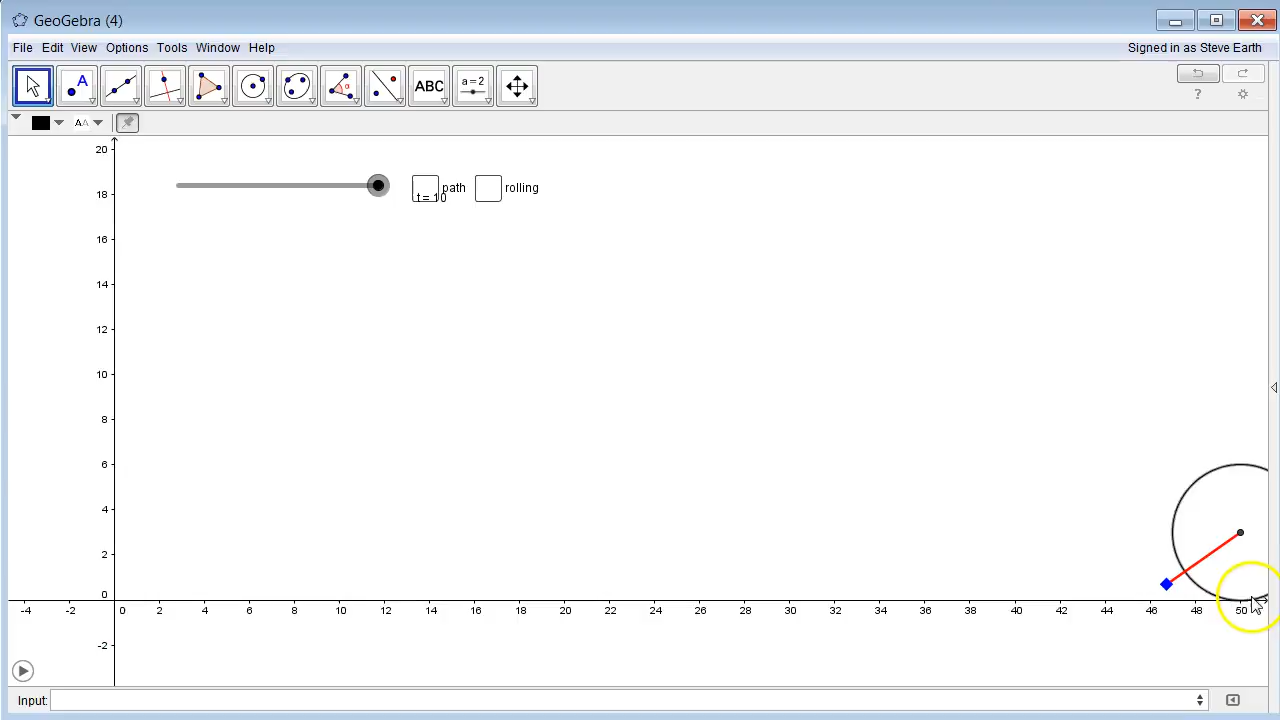 GeoGebra (4)
File Edit View Options Tools Window Help Signed in as Steve Earth
A ABC a=2
?
AA
20
18
16
14
12
10
8
6
4
2
0
-2
path rolling
t = 10
-4 -2 0 2 4 6 8 10 12 14 16 18 20 22 24 26 28 30 32 34 36 38 40 42 44 46 48 50
Input: